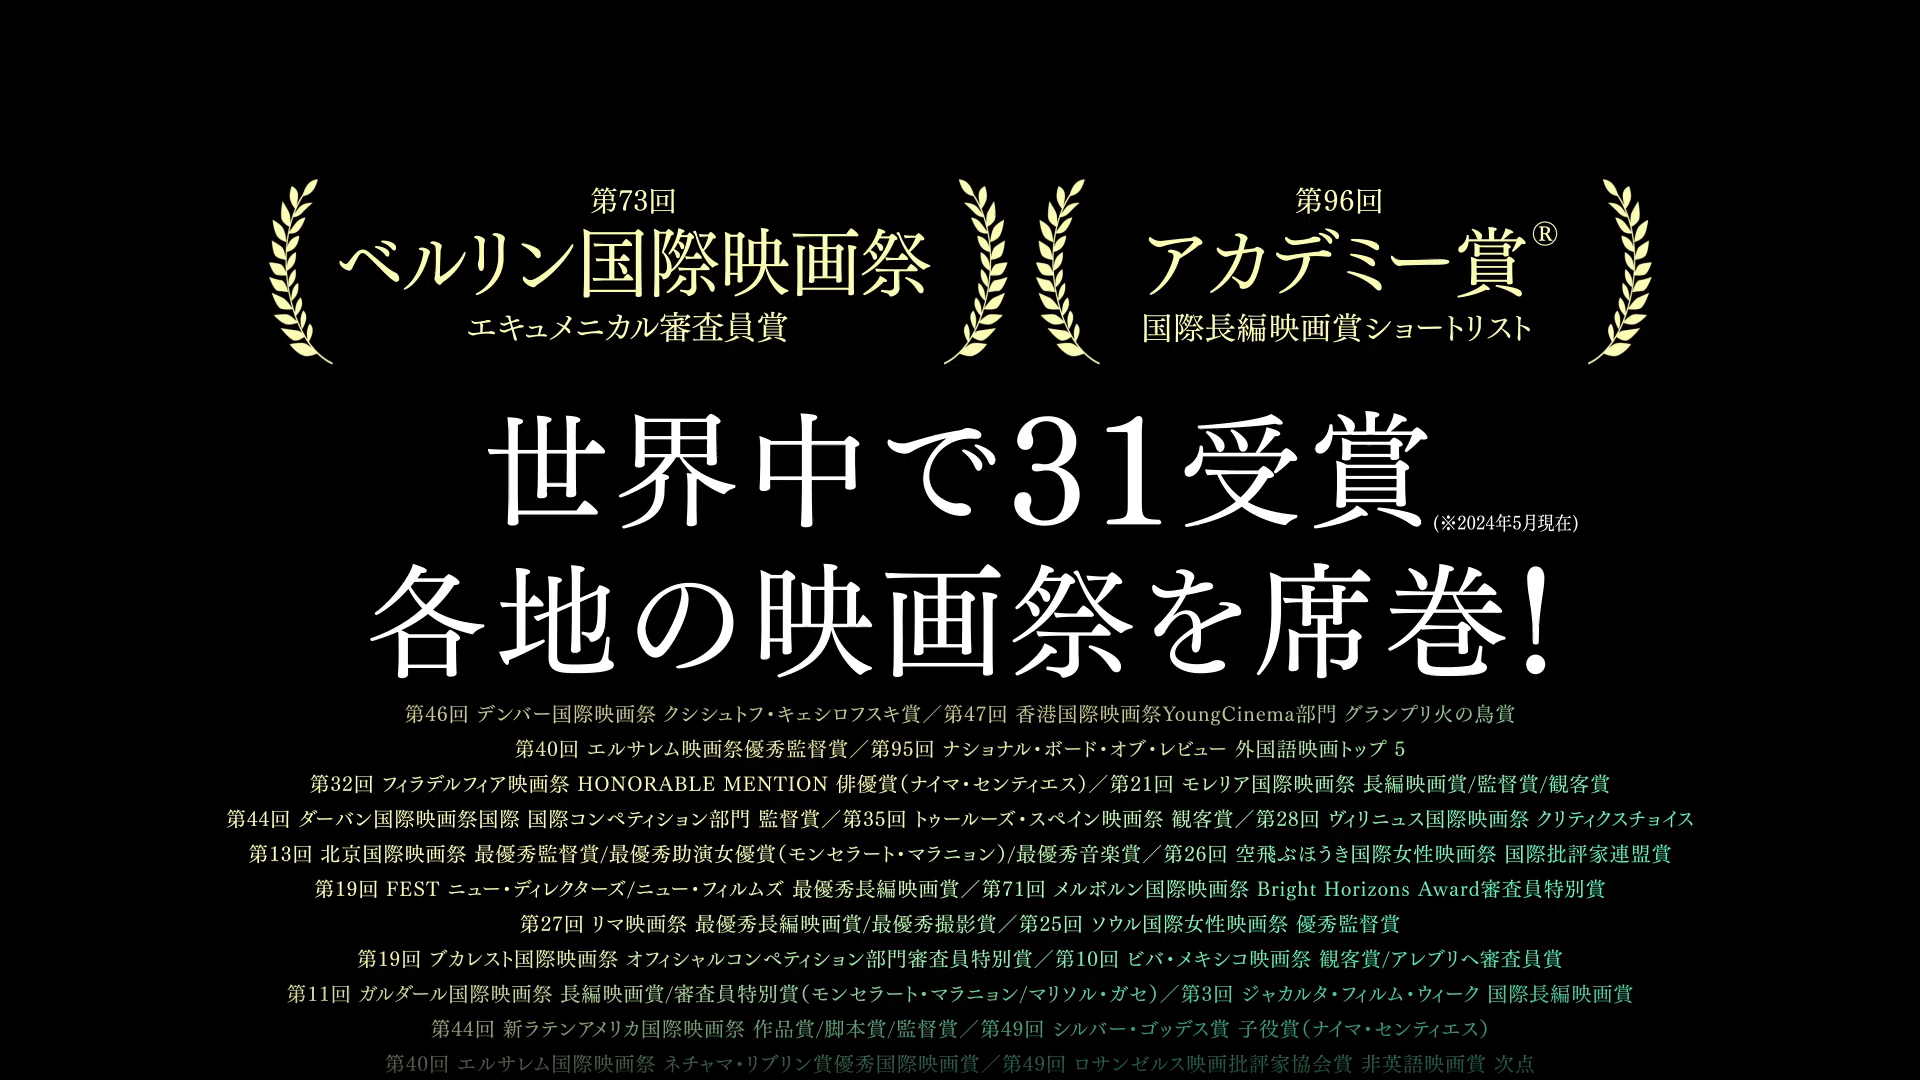 第73回
ベルリン国際映画祭
エキュメニカル審査員賞
第96回
アカデミー賞®
国際長編映画賞ショートリスト
世界中で31受賞(※2024年5月現在)
各地の映画祭を席巻!
第46回 デンバー国際映画祭 クシシュトフ・キェシロフスキ賞／第47回 香港国際映画祭YoungCinema部門 グランプリ火の鳥賞
第40回 エルサレム映画祭優秀監督賞／第95回 ナショナル・ボード・オブ・レビュー 外国語映画トップ 5
第32回 フィラデルフィア映画祭 HONORABLE MENTION 俳優賞（ナイマ・センティエス）／第21回 モレリア国際映画祭 長編映画賞/監督賞/観客賞
第44回 ダーバン国際映画祭国際 国際コンペティション部門 監督賞／第35回 トゥールーズ・スペイン映画祭 観客賞／第28回 ヴィリニュス国際映画祭 クリティクスチョイス
第13回 北京国際映画祭 最優秀監督賞/最優秀助演女優賞（モンセラート・マラニョン）/最優秀音楽賞／第26回 空飛ぶほうき国際女性映画祭 国際批評家連盟賞
第19回 FEST ニュー・ディレクターズ/ニュー・フィルムズ 最優秀長編映画賞／第71回 メルボルン国際映画祭 Bright Horizons Award審査員特別賞
第27回 リマ映画祭 最優秀長編映画賞/最優秀撮影賞／第25回 ソウル国際女性映画祭 優秀監督賞
第19回 ブカレスト国際映画祭 オフィシャルコンペティション部門審査員特別賞／第10回 ビバ・メキシコ映画祭 観客賞/アレブリヘ審査員賞
第11回 ガルダール国際映画祭 長編映画賞/審査員特別賞（モンセラート・マラニョン/マリソル・ガセ）／第3回 ジャカルタ・フィルム・ウィーク 国際長編映画賞
第44回 新ラテンアメリカ国際映画祭 作品賞/脚本賞/監督賞／第49回 シルバー・ゴッデス賞 子役賞（ナイマ・センティエス）
第40回 エルサレム国際映画祭 ネチャマ・リブリン賞優秀国際映画賞／第49回 ロサンゼルス映画批評家協会賞 非英語映画賞 次点